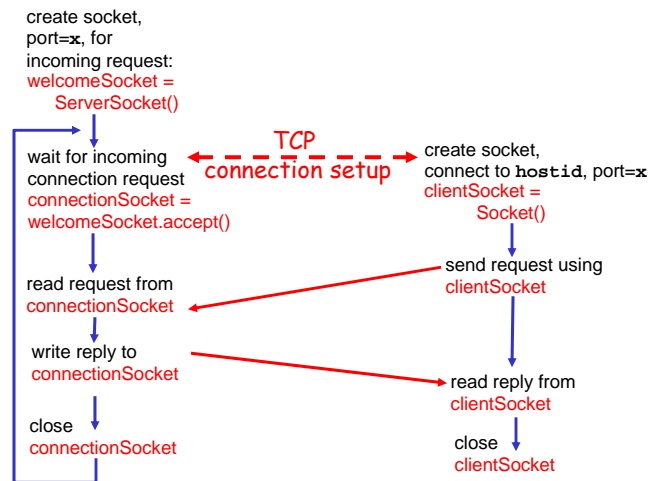 create socket,
port=x, for
incoming request:
welcomeSocket =
ServerSocket()
TCP
connection setup
wait for incoming
connection request
connectionSocket =
welcomeSocket.accept()
create socket,
connect to hostid, port=x
clientSocket =
Socket()
read request from
connectionSocket
send request using
clientSocket
write reply to
connectionSocket
read reply from
clientSocket
close
connectionSocket
close
clientSocket